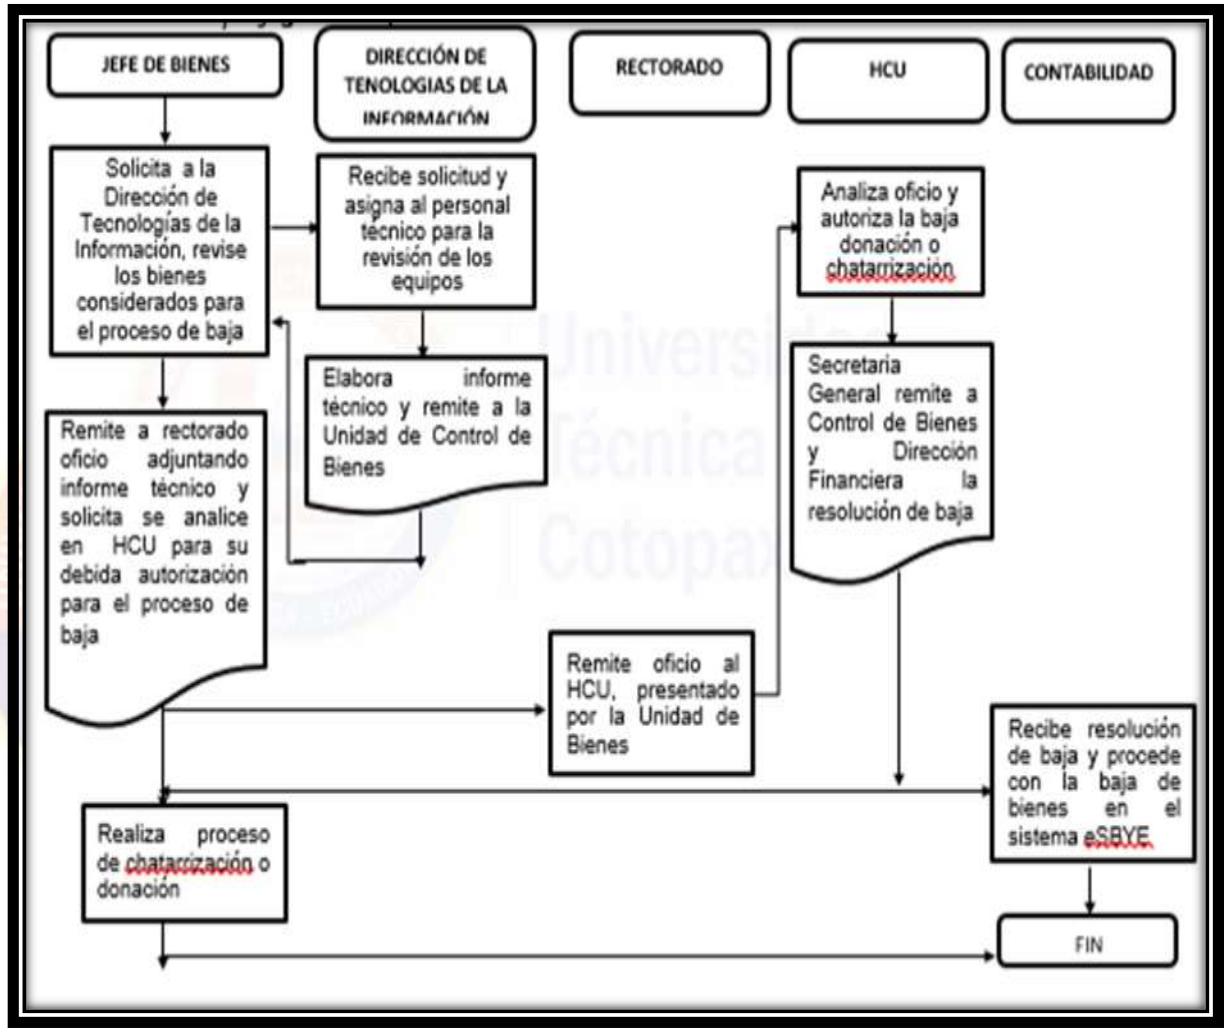 JEFE DE BIENES
DIRECCIÓN DE
TENOLOGIAS DE LA
INFORMACIÓN
RECTORADO
HCU
CONTABILIDAD
Solicita a la
Dirección de
Tecnologías de la
Información, revise
los bienes
considerados para
el proceso de baja
Recibe solicitud y
asigna al personal
técnico para la
revisión de los
equipos
Analiza oficio y
autoriza la baja
donación o
chatarrización
Elabora informe
técnico y remite a la
Unidad de Control de
Bienes
Secretaria
General remite a
Control de Bienes
y Dirección
Financiera la
resolución de baja
Remite a rectorado
oficio adjuntando
informe técnico y
solicita se analice
en HCU para su
debida autorización
para el proceso de
baja
Remite oficio al
HCU, presentado
por la Unidad de
Bienes
Recibe resolución
de baja y procede
con la baja de
bienes en el
sistema eSBYE
Realiza proceso
de chatarrización o
donación
FIN
Técnica